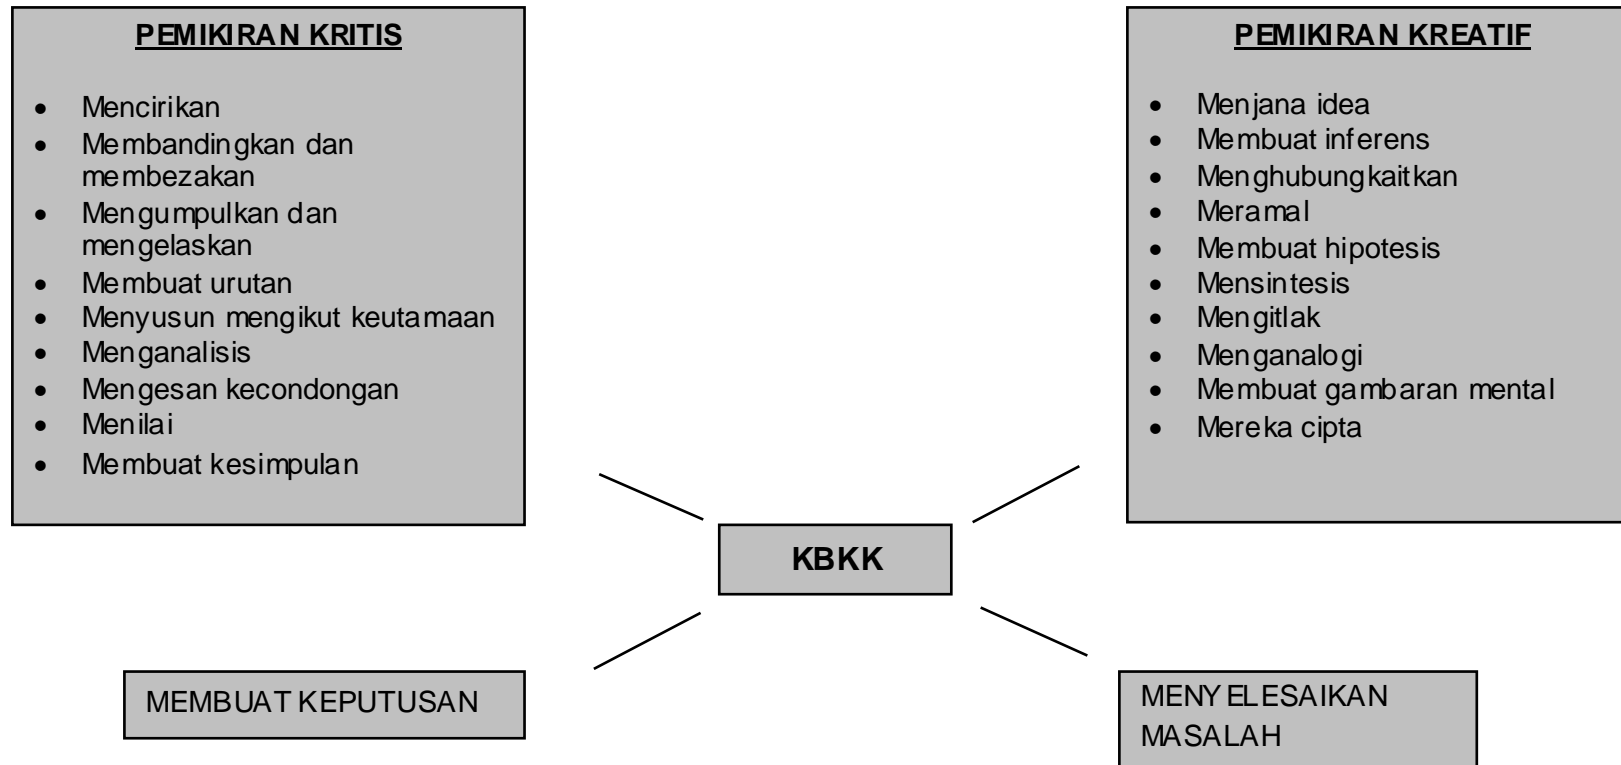 PEMIKIRAN KRITIS
• Mencirikan
• Membandingkan dan
membezakan
• Mengumpulkan dan
mengelaskan
• Membuat urutan
• Menyusun mengikut keutamaan
• Menganalisis
• Mengesan kecondongan
• Menilai
• Membuat kesimpulan
PEMIKIRAN KREATIF
• Menjana idea
• Membuat inferens
• Menghubungkaitkan
• Meramal
• Membuat hipotesis
• Mensintesis
• Mengitlak
• Menganalogi
• Membuat gambaran mental
• Mereka cipta
KBKK
MEMBUAT KEPUTUSAN
MENYELESAIKAN
MASALAH